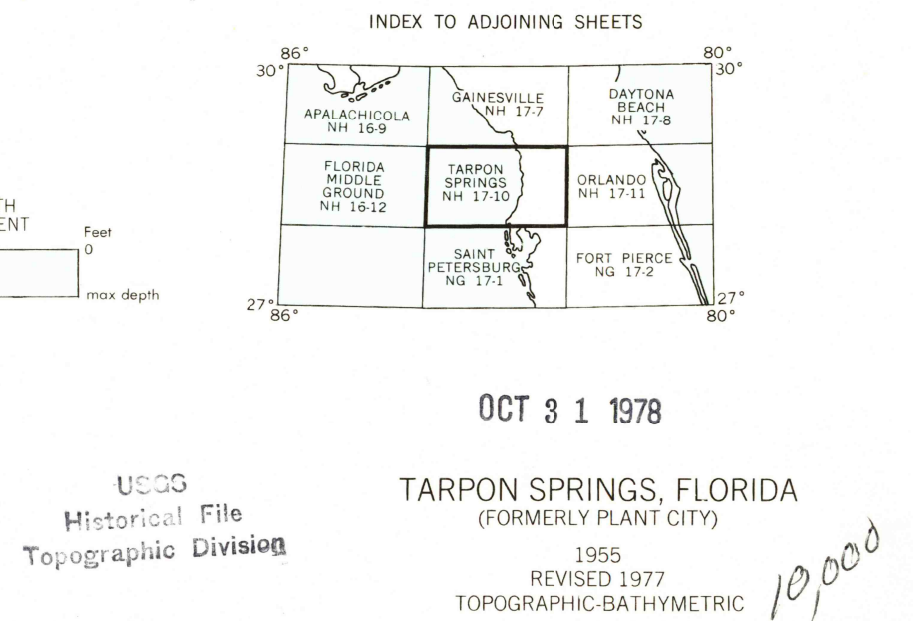 INDEX TO ADJOINING SHEETS
86°
80°
30°
30°
APALACHICOLA
NH 16-9
GAINESVILLE
NH 17-7
DAYTONA
BEACH
NH 17-8
FLORIDA
MIDDLE
GROUND
NH 16-12
TARPON
SPRINGS
NH 17-10
ORLANDO
NH 17-11
SAINT
PETERSBURG
NG 17-1
FORT PIERCE
NG 17-2
27°
27°
86°
80°
TH
ENT
Feet
0
max depth
OCT 31 1978
USGS
Historical File
Topographic Division
TARPON SPRINGS, FLORIDA
(FORMERLY PLANT CITY)
1955
REVISED 1977
TOPOGRAPHIC-BATHYMETRIC
10,000